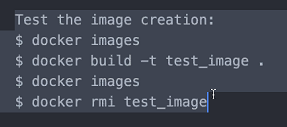 Test the image creation:
$ docker images
$ docker build -t test_image .
$ docker images
$ docker rmi test_image